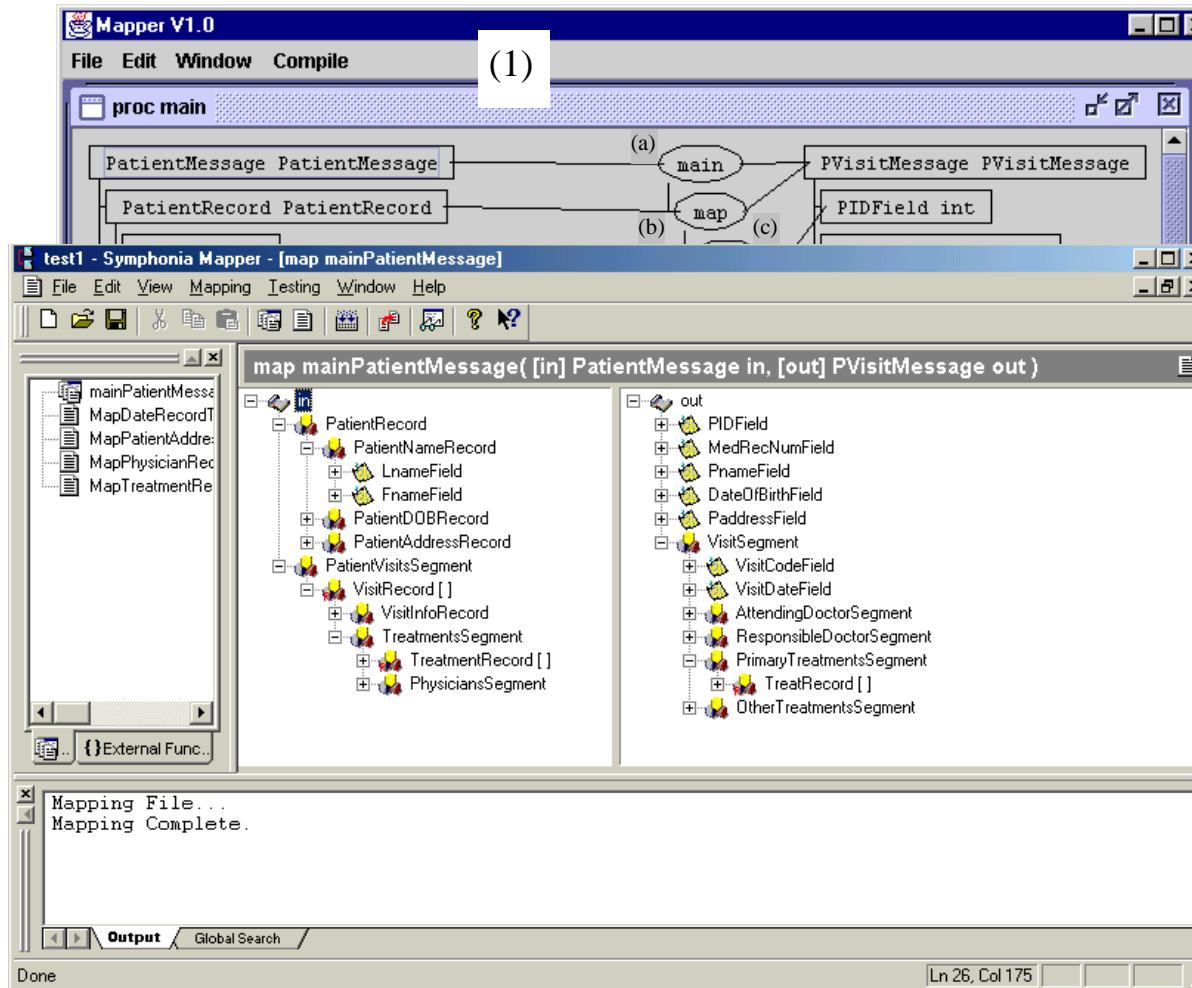 Mapper V1.0
File Edit Window Compile
(1)
proc main
(a)
PatientMessage PatientMessage
main
PVisitMessage PVisitMessage
PatientRecord PatientRecord
map
PIDField int
(b)
(c)
test1 - Symphonia Mapper - [map mainPatientMessage]
File Edit View Mapping Testing Window Help
map mainPatientMessage( [in] PatientMessage in, [out] PVisitMessage out )
mainPatientMessa
MapDateRecordT
MapPatientAddre
MapPhysicianRec
MapTreatmentRe
{}External Func..
in
PatientRecord
PatientNameRecord
LnameField
FnameField
PatientDOBRecord
PatientAddressRecord
PatientVisitsSegment
VisitRecord [ ]
VisitInfoRecord
TreatmentsSegment
TreatmentRecord [ ]
PhysiciansSegment
out
PIDField
MedRecNumField
PnameField
DateOfBirthField
PaddressField
VisitSegment
VisitCodeField
VisitDateField
AttendingDoctorSegment
ResponsibleDoctorSegment
PrimaryTreatmentsSegment
TreatRecord [ ]
OtherTreatmentsSegment
Mapping File...
Mapping Complete.
Output Global Search
Done
Ln 26, Col 175